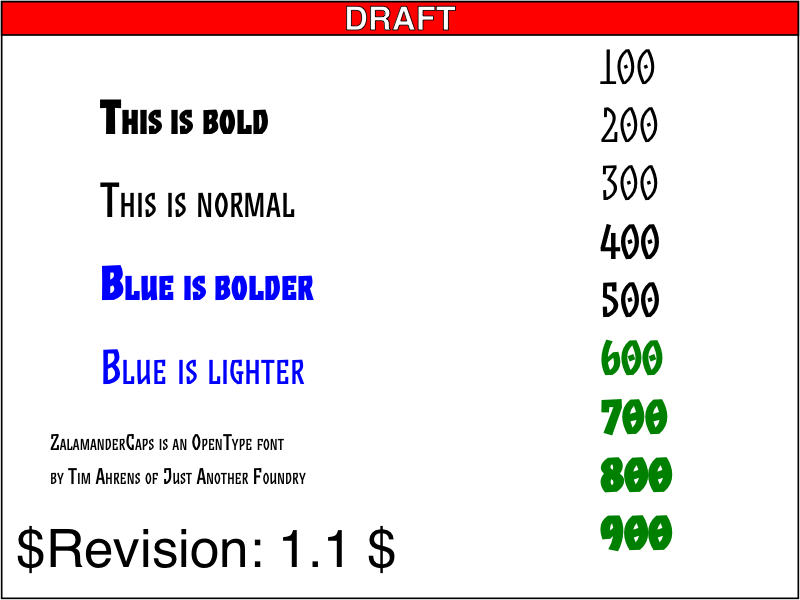 DRAFT
This is bold
This is normal
Blue is bolder
Blue is lighter
ZalamanderCaps is an OpenType font
by Tim Ahrens of Just Another Foundry
$Revision: 1.1 $
100
200
300
400
500
600
700
800
900